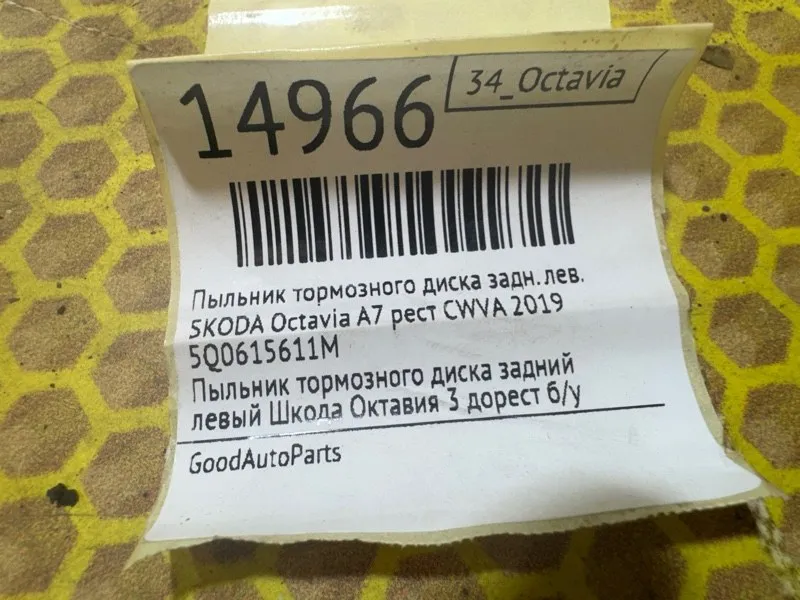 14966
34_Octavia
Пыльник тормозного диска задн. лев.
SKODA Octavia A7 рест CWVA 2019
5Q0615611M
Пыльник тормозного диска задний
левый Шкода Октавия 3 дорест б/у
GoodAutoParts